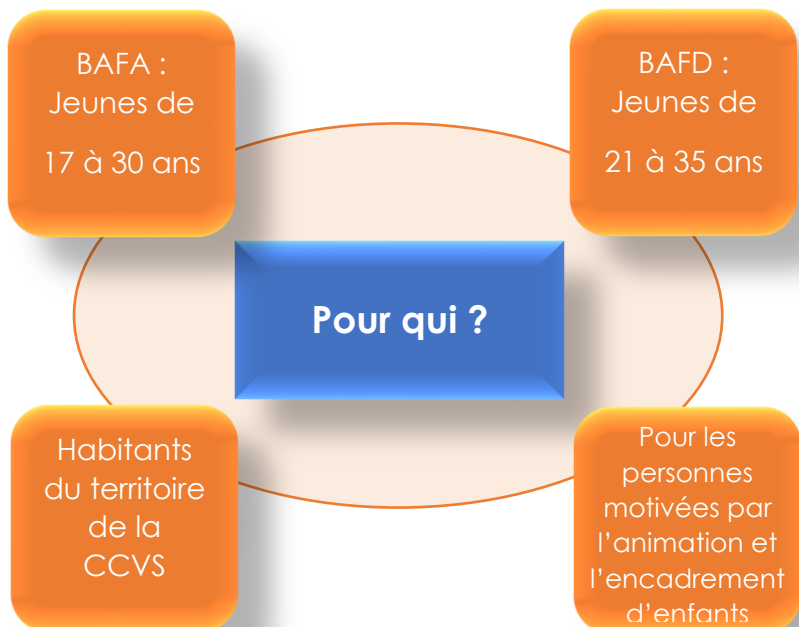 BAFA :
Jeunes de
17 à 30 ans
BAFD :
Jeunes de
21 à 35 ans
Pour qui ?
Habitants
du territoire
de la
CCVS
Pour les
personnes
motivées par
l'animation et
l'encadrement
d'enfants